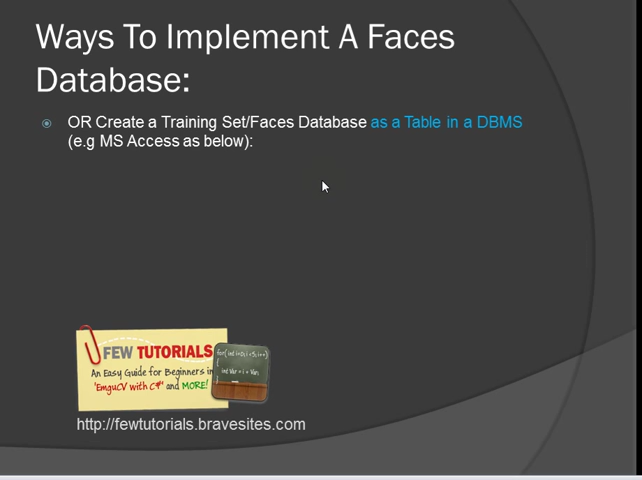 Ways To Implement A Faces
Database:
OR Create a Training Set/Faces Database as a Table in a DBMS
(e.g MS Access as below):
FEW TUTORIALS
An Easy Guide for Beginners in
"EmguCV with C#" and MORE!
http://fewtutorials.bravesites.com